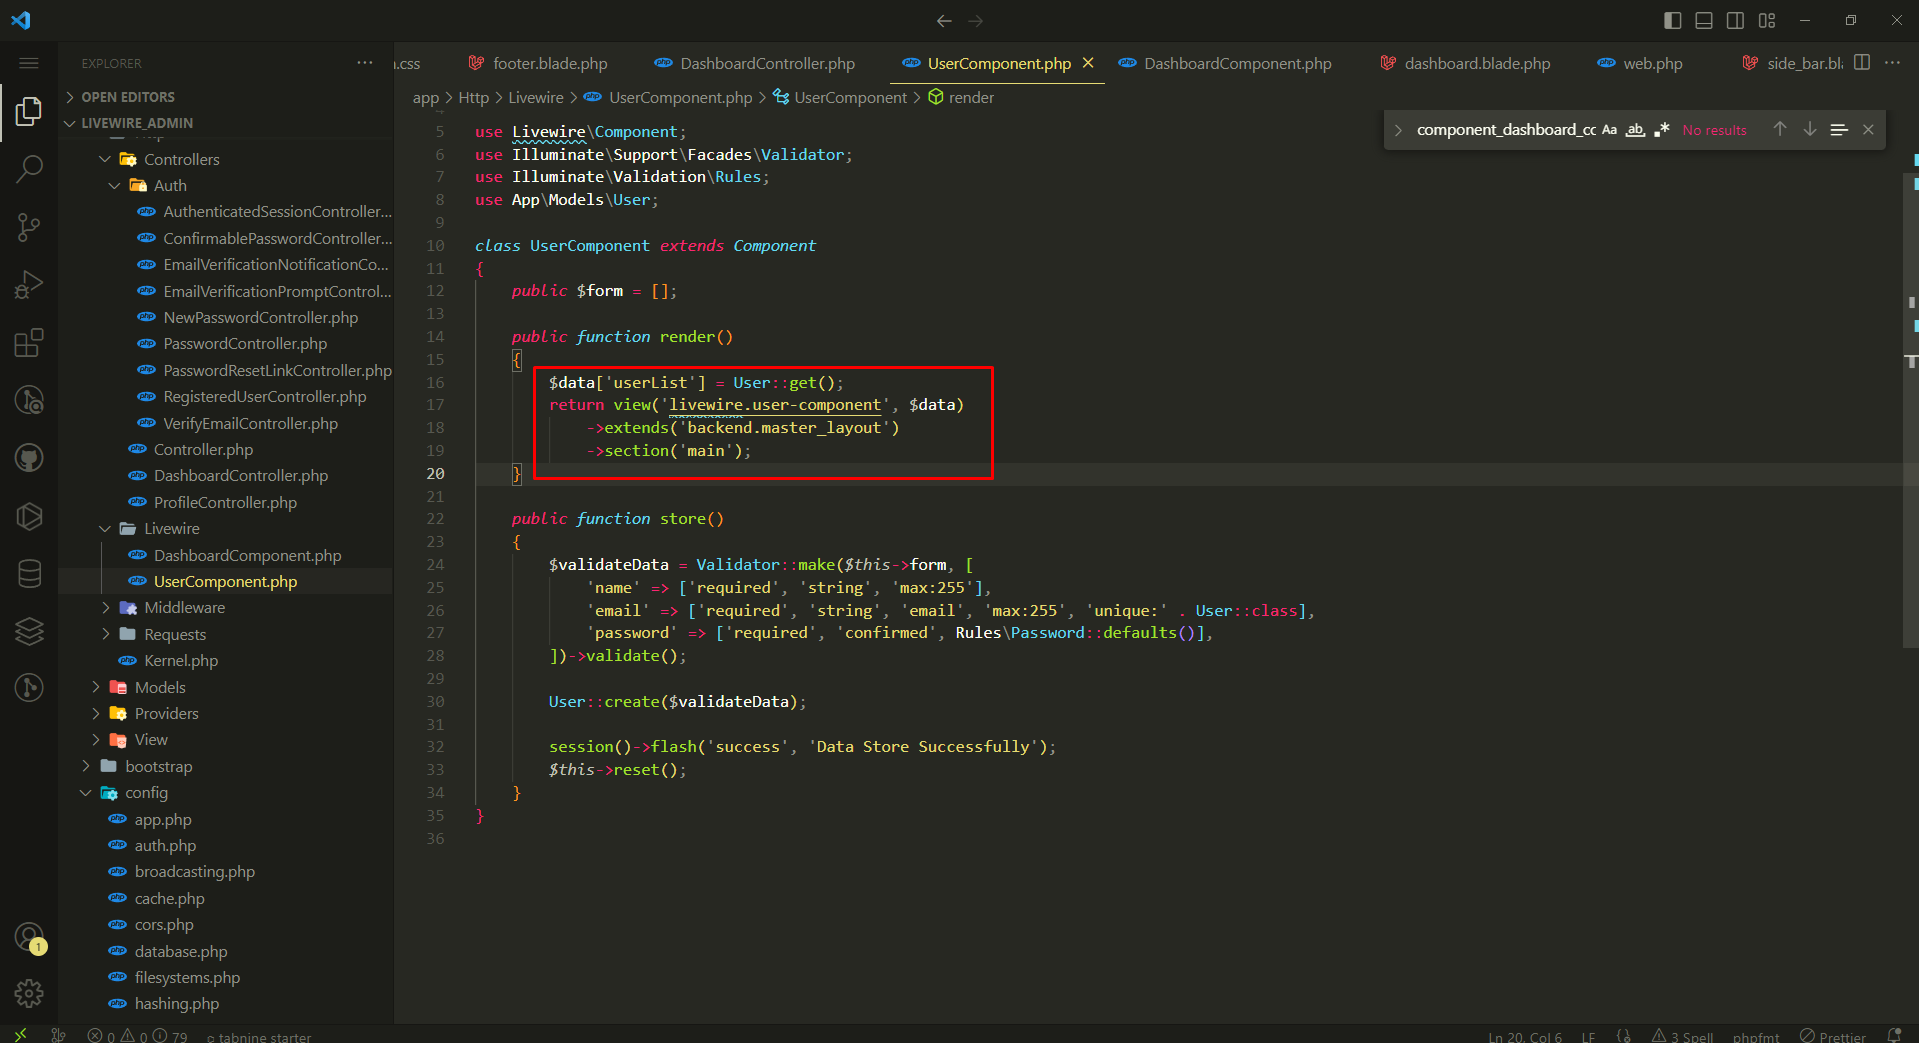 EXPLORER
OPEN EDITORS
LIVEWIRE_ADMIN
Controllers
Auth
AuthenticatedSessionController...
ConfirmablePasswordController...
EmailVerificationNotificationCo...
EmailVerificationPromptControl...
NewPasswordController.php
PasswordController.php
PasswordResetLinkController.php
RegisteredUserController.php
VerifyEmailController.php
Controller.php
DashboardController.php
ProfileController.php
Livewire
DashboardComponent.php
UserComponent.php
Middleware
Requests
Kernel.php
Models
Providers
View
bootstrap
config
app.php
auth.php
broadcasting.php
cache.php
cors.php
database.php
filesystems.php
hashing.php
1
.css footer.blade.php DashboardController.php UserComponent.php DashboardComponent.php dashboard.blade.php web.php side_bar.bla
app > Http > Livewire > UserComponent.php > UserComponent > render
component_dashboard_cc Aa ab .* No results
5 use Livewire\Component;
6 use Illuminate\Support\Facades\Validator;
7 use Illuminate\Validation\Rules;
8 use App\Models\User;
9
10 class UserComponent extends Component
11 {
12 public $form = [];
13
14 public function render()
15 {
16 $data['userList'] = User::get();
17 return view('livewire.user-component', $data)
18 ->extends('backend.master_layout')
19 ->section('main');
20 }
21
22 public function store()
23 {
24 $validateData = Validator::make($this->form, [
25 'name' => ['required', 'string', 'max:255'],
26 'email' => ['required', 'string', 'email', 'max:255', 'unique:' . User::class],
27 'password' => ['required', 'confirmed', Rules\Password::defaults()],
28 ])->validate();
29
30 User::create($validateData);
31
32 session()->flash('success', 'Data Store Successfully');
33 $this->reset();
34 }
35 }
36
0 0 79 tabnine starter Ln 20, Col 6 LF 3 Spell phpfmt Prettier